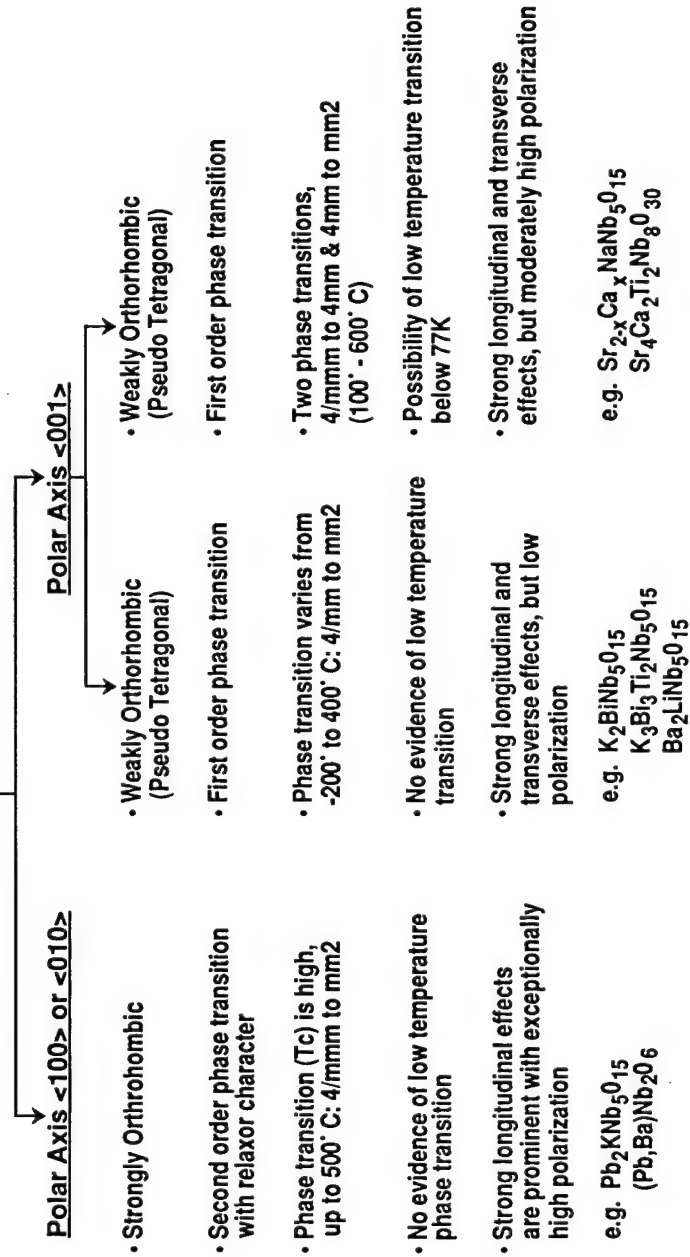 Polar Axis <100> or <010>
• Strongly Orthrohombic
• Second order phase transition
with relaxor character
• Phase transition (Tc) is high,
up to 500° C: 4/mmm to mm2
• No evidence of low temperature
phase transition
• Strong longitudinal effects
are prominent with exceptionally
high polarization
e.g. Pb2KNb5O15
(Pb,Ba)Nb2O6
Polar Axis <001>
• Weakly Orthorhombic
(Pseudo Tetragonal)
• First order phase transition
• Phase transition varies from
-200° to 400° C: 4/mm to mm2
• No evidence of low temperature
transition
• Strong longitudinal and
transverse effects, but low
polarization
e.g. K2BiNb5O15
K3Bi3Ti2Nb5O15
Ba2LiNb5O15
• Weakly Orthorhombic
(Pseudo Tetragonal)
• First order phase transition
• Two phase transitions,
4/mmm to 4mm & 4mm to mm2
(100° - 600° C)
• Possibility of low temperature transition
below 77K
• Strong longitudinal and transverse
effects, but moderately high polarization
e.g. Sr2-xCaxNaNb5O15
Sr4Ca2Ti2Nb8O30